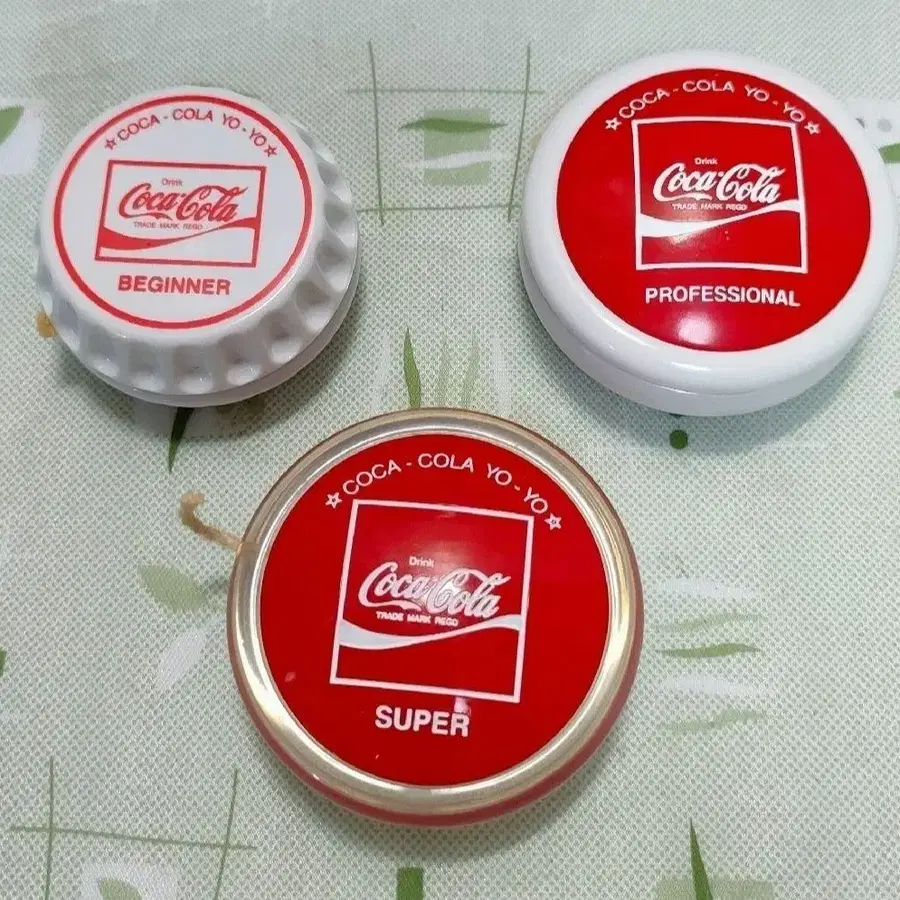 ☆ COCA - COLA YO - YO ☆
Drink
Coca-Cola
TRADE MARK REGD
BEGINNER
☆ COCA - COLA YO - YO ☆
Drink
Coca-Cola
TRADE MARK REGD
PROFESSIONAL
☆ COCA - COLA YO - YO ☆
Drink
Coca-Cola
TRADE MARK REGD
SUPER